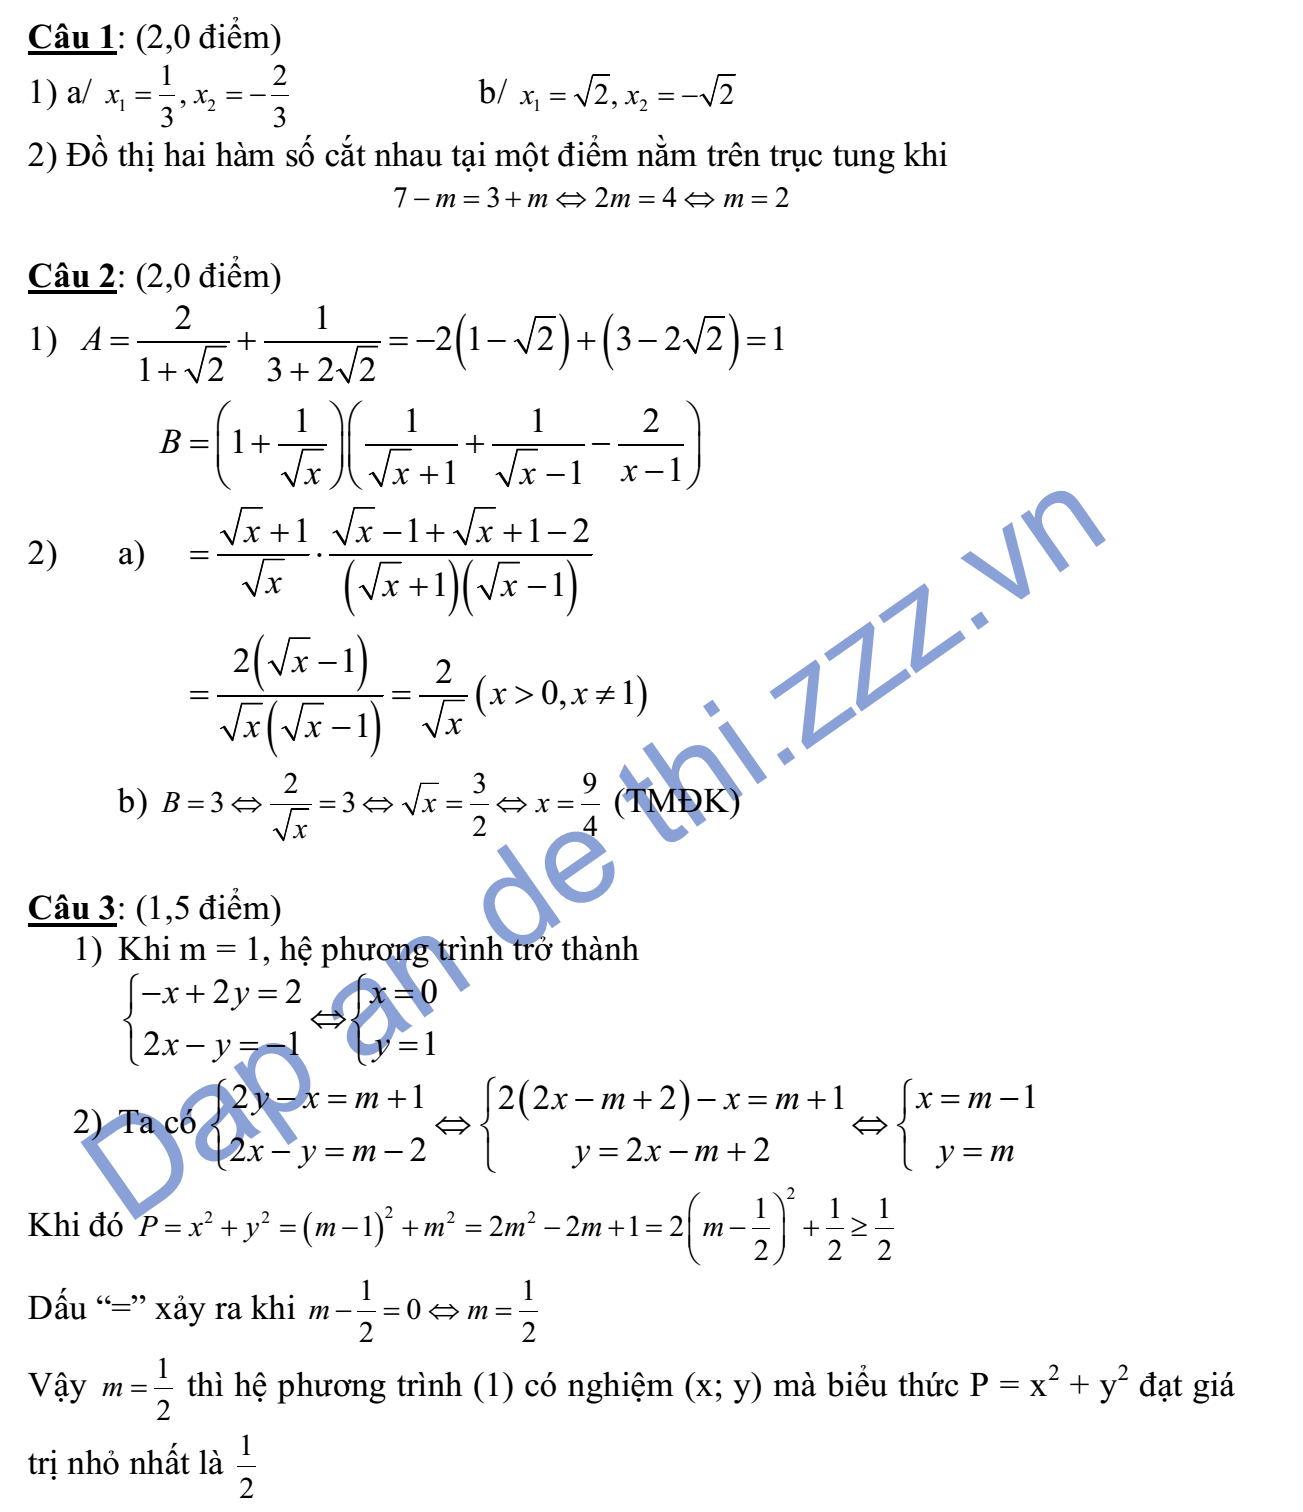 Câu 1: (2,0 điểm)
1) a/ x₁ = 1/3, x₂ = −2/3 b/ x₁ = √2, x₂ = −√2
2) Đồ thị hai hàm số cắt nhau tại một điểm nằm trên trục tung khi
7 − m = 3 + m ⇔ 2m = 4 ⇔ m = 2
Câu 2: (2,0 điểm)
1) A = 2/(1 + √2) + 1/(3 + 2√2) = −2(1 − √2) + (3 − 2√2) = 1
B = (1 + 1/√x)(1/(√x + 1) + 1/(√x − 1) − 2/(x − 1))
2) a) = (√x + 1)/√x · (√x − 1 + √x + 1 − 2)/((√x + 1)(√x − 1))
= 2(√x − 1)/(√x(√x − 1)) = 2/√x (x > 0, x ≠ 1)
b) B = 3 ⇔ 2/√x = 3 ⇔ √x = 3/2 ⇔ x = 9/4 (TMĐK)
Câu 3: (1,5 điểm)
1) Khi m = 1, hệ phương trình trở thành
{−x + 2y = 2; 2x − y = −1 ⇔ {x = 0; y = 1
2) Ta có {2y − x = m + 1; 2x − y = m − 2 ⇔ {2(2x − m + 2) − x = m + 1; y = 2x − m + 2 ⇔ {x = m − 1; y = m
Khi đó P = x² + y² = (m − 1)² + m² = 2m² − 2m + 1 = 2(m − 1/2)² + 1/2 ≥ 1/2
Dấu “=” xảy ra khi m − 1/2 = 0 ⇔ m = 1/2
Vậy m = 1/2 thì hệ phương trình (1) có nghiệm (x; y) mà biểu thức P = x² + y² đạt giá
trị nhỏ nhất là 1/2
Dap an de thi.zzz.vn